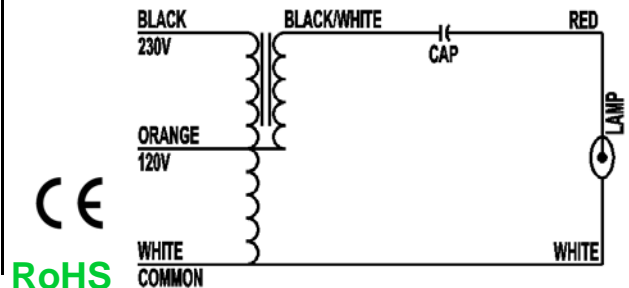 BLACK
230V
BLACK/WHITE
CAP
RED
LAMP
ORANGE
120V
CE
WHITE
COMMON
WHITE
RoHS